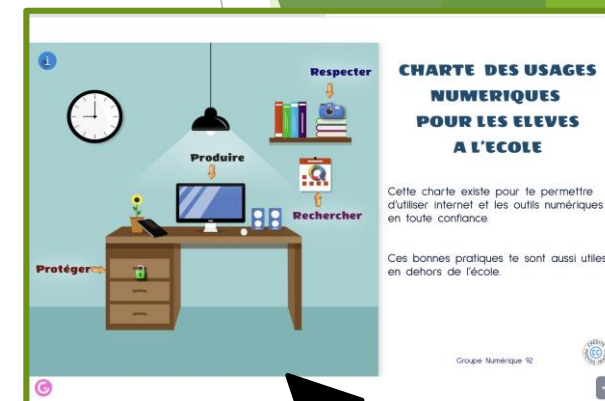 Respecter
Produire
Rechercher
Protéger
CHARTE DES USAGES
NUMERIQUES
POUR LES ELEVES
A L'ECOLE
Cette charte existe pour te permettre
d'utiliser internet et les outils numériques
en toute confiance.
Ces bonnes pratiques te sont aussi utiles
en dehors de l'école.
Groupe Numérique 92